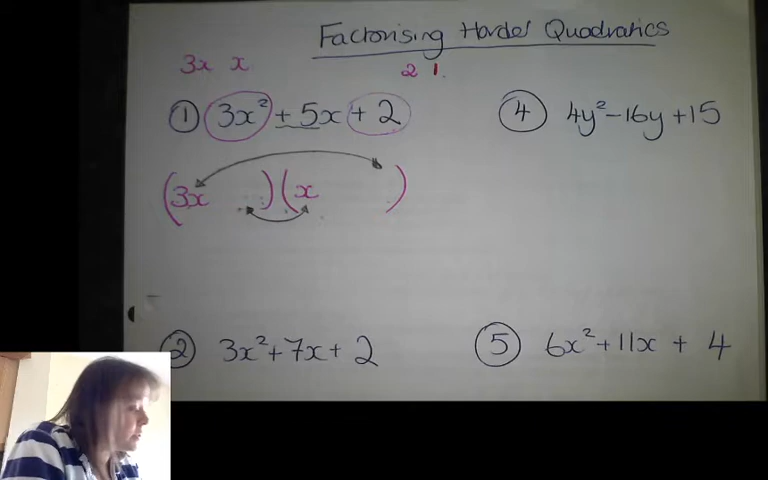 Factorising Harder Quadratics
3x x
2 1
① 3x² + 5x + 2
(3x )(x )
② 3x² + 7x + 2
④ 4y² - 16y + 15
⑤ 6x² + 11x + 4